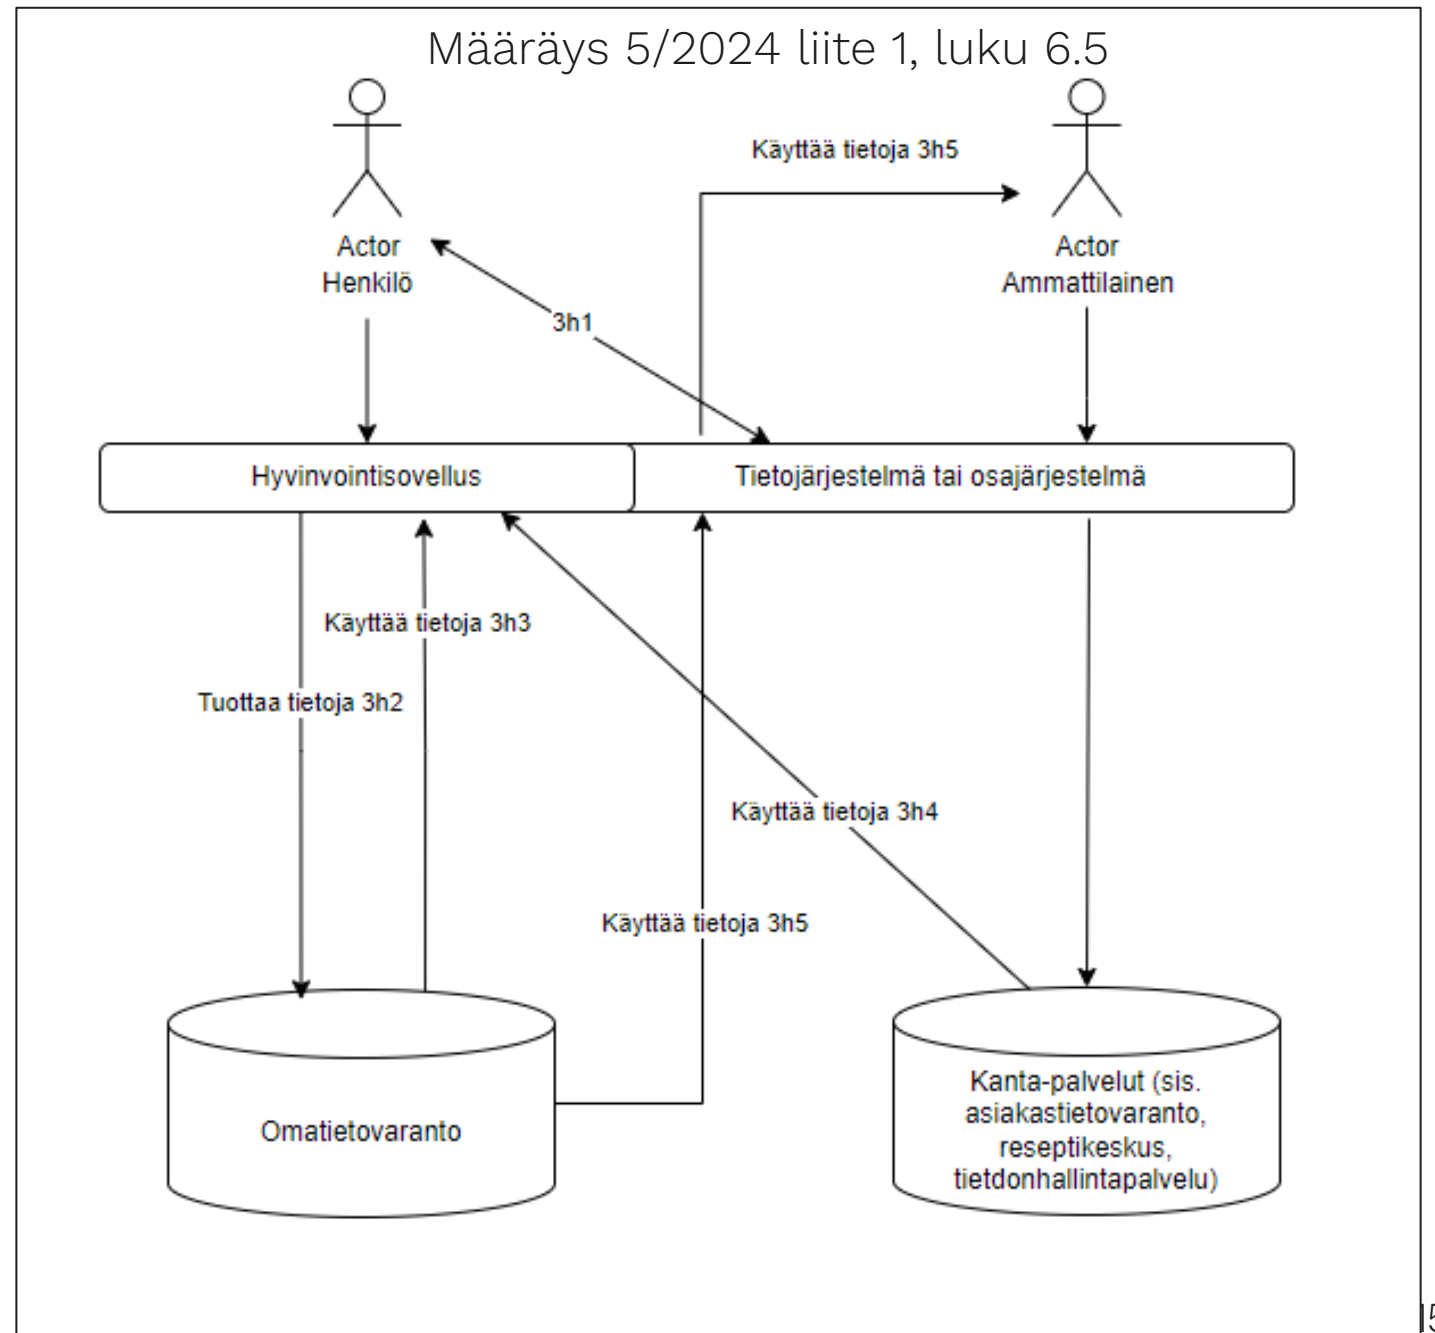 Määräys 5/2024 liite 1, luku 6.5
Käyttää tietoja 3h5
Actor
Henkilö
Actor
Ammattilainen
3h1
Hyvinvointisovellus
Tietojärjestelmä tai osajärjestelmä
Käyttää tietoja 3h3
Tuottaa tietoja 3h2
Käyttää tietoja 3h4
Käyttää tietoja 3h5
Omatietovaranto
Kanta-palvelut (sis.
asiakastietovaranto,
reseptikeskus,
tietdonhallintapalvelu)